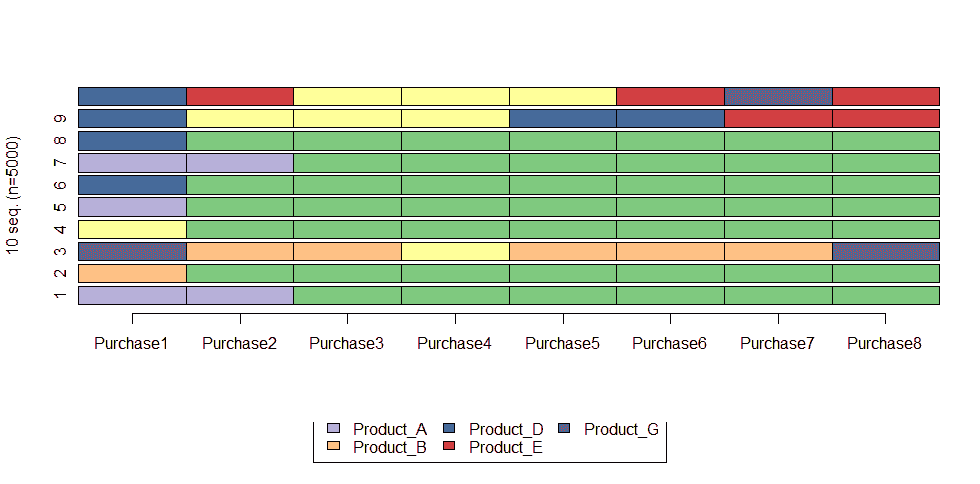 10 seq. (n=5000)
9
8
7
6
5
4
3
2
1
Purchase1 Purchase2 Purchase3 Purchase4 Purchase5 Purchase6 Purchase7 Purchase8
Product_A Product_D Product_G
Product_B Product_E